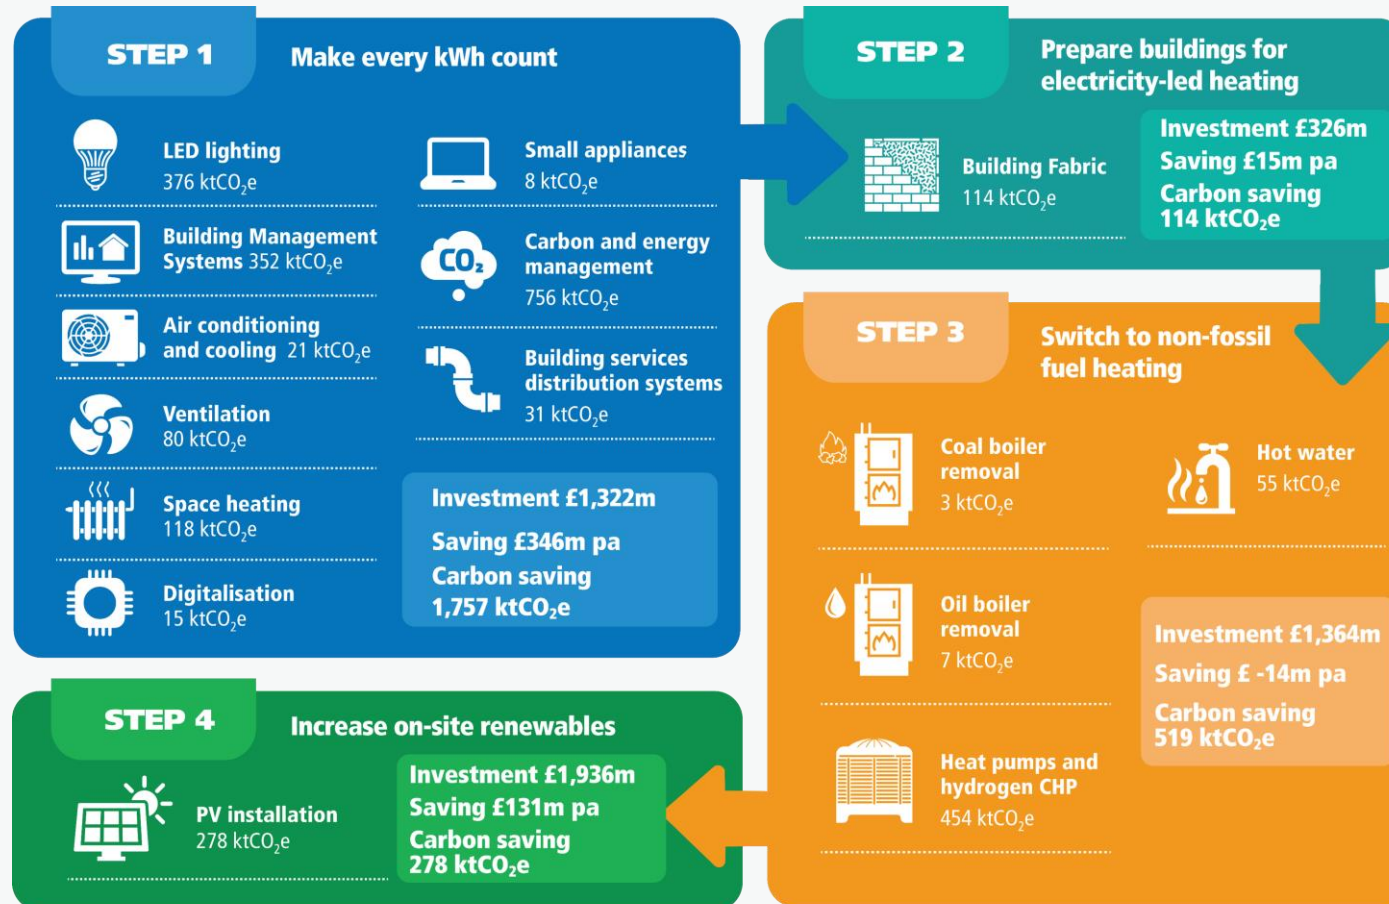 STEP 1
Make every kWh count
LED lighting
376 ktCO₂e
Building Management
Systems 352 ktCO₂e
Air conditioning
and cooling 21 ktCO₂e
Ventilation
80 ktCO₂e
Space heating
118 ktCO₂e
Digitalisation
15 ktCO₂e
Small appliances
8 ktCO₂e
CO₂
Carbon and energy
management
756 ktCO₂e
Building services
distribution systems
31 ktCO₂e
Investment £1,322m
Saving £346m pa
Carbon saving
1,757 ktCO₂e
STEP 2
Prepare buildings for
electricity-led heating
Building Fabric
114 ktCO₂e
Investment £326m
Saving £15m pa
Carbon saving
114 ktCO₂e
STEP 3
Switch to non-fossil
fuel heating
Coal boiler
removal
3 ktCO₂e
Oil boiler
removal
7 ktCO₂e
Heat pumps and
hydrogen CHP
454 ktCO₂e
Hot water
55 ktCO₂e
Investment £1,364m
Saving £ -14m pa
Carbon saving
519 ktCO₂e
STEP 4
Increase on-site renewables
PV installation
278 ktCO₂e
Investment £1,936m
Saving £131m pa
Carbon saving
278 ktCO₂e